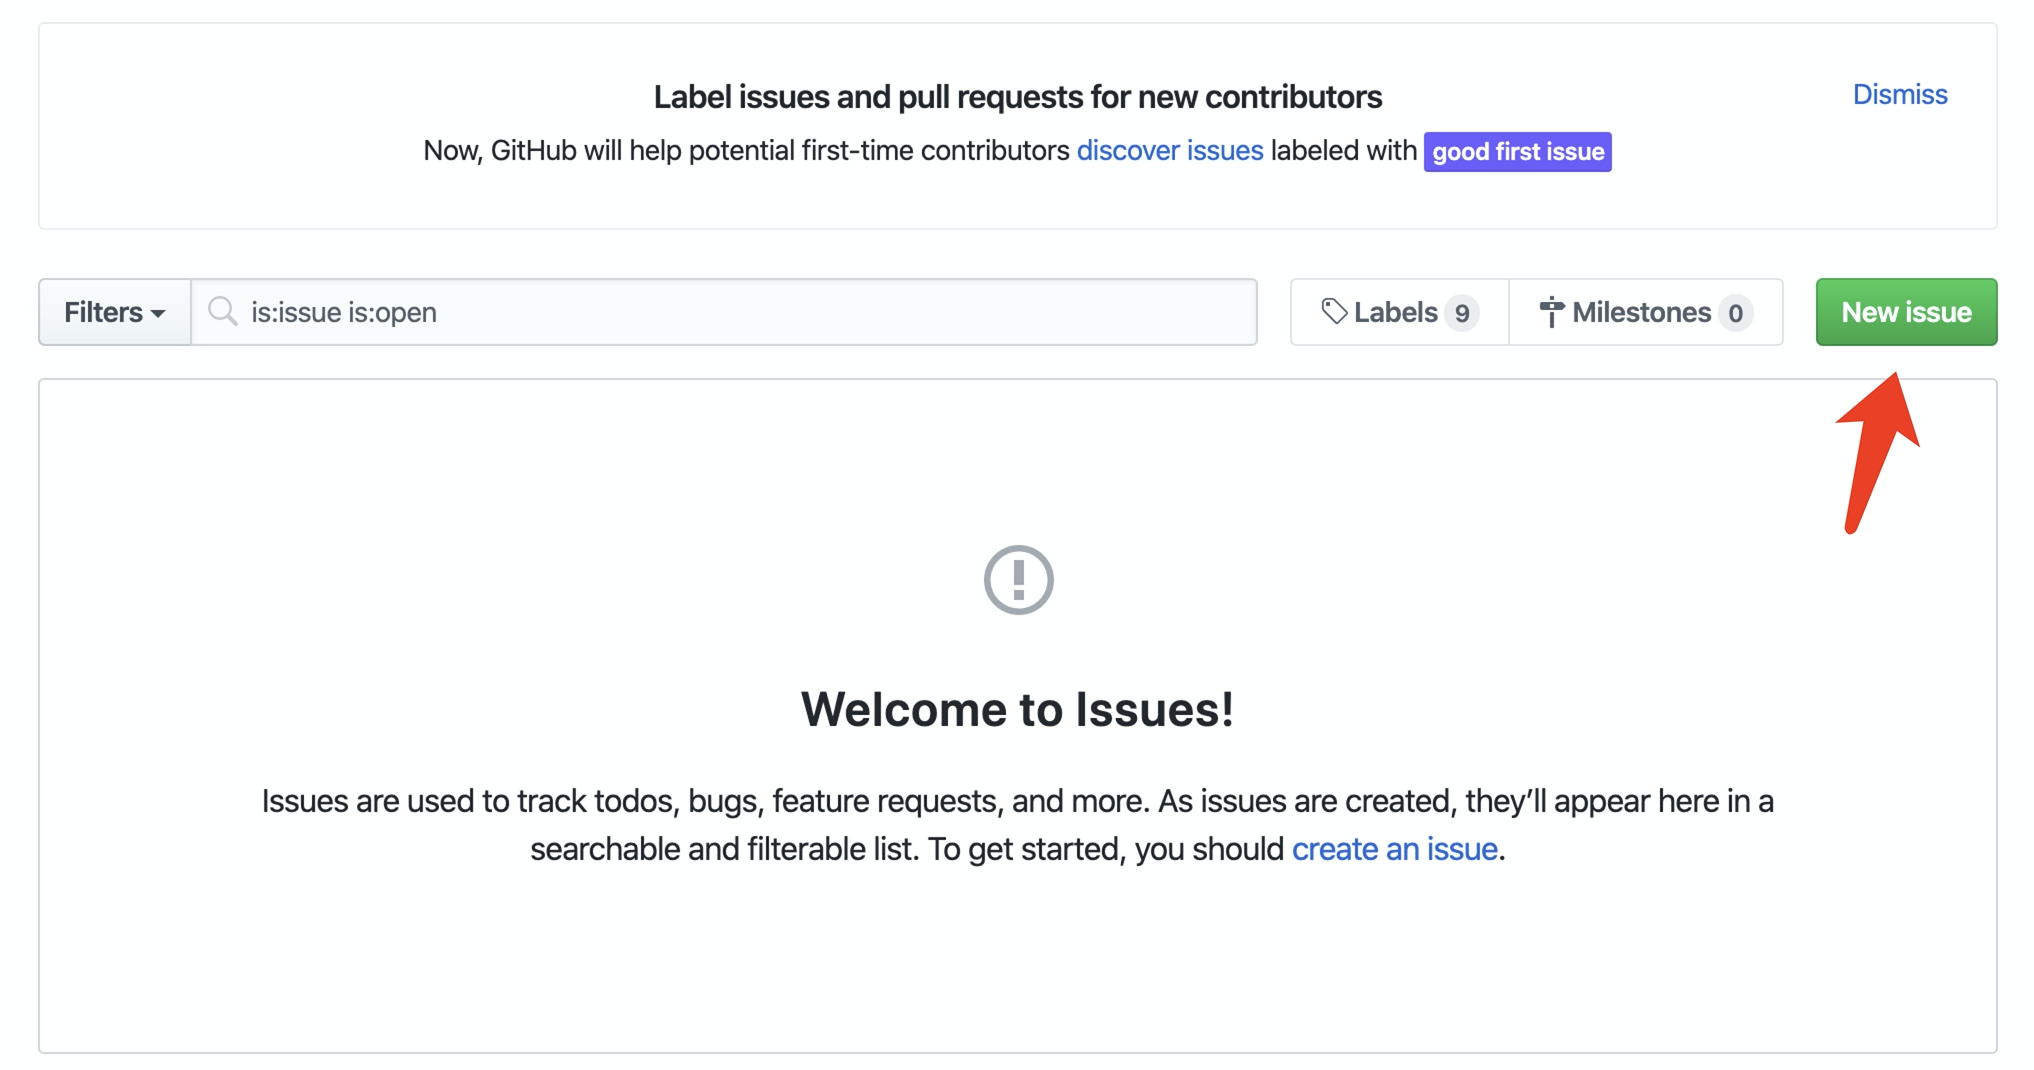 Label issues and pull requests for new contributors
Dismiss
Now, GitHub will help potential first-time contributors discover issues labeled with good first issue
Filters
is:issue is:open
Labels 9
Milestones 0
New issue
Welcome to Issues!
Issues are used to track todos, bugs, feature requests, and more. As issues are created, they’ll appear here in a
searchable and filterable list. To get started, you should create an issue.